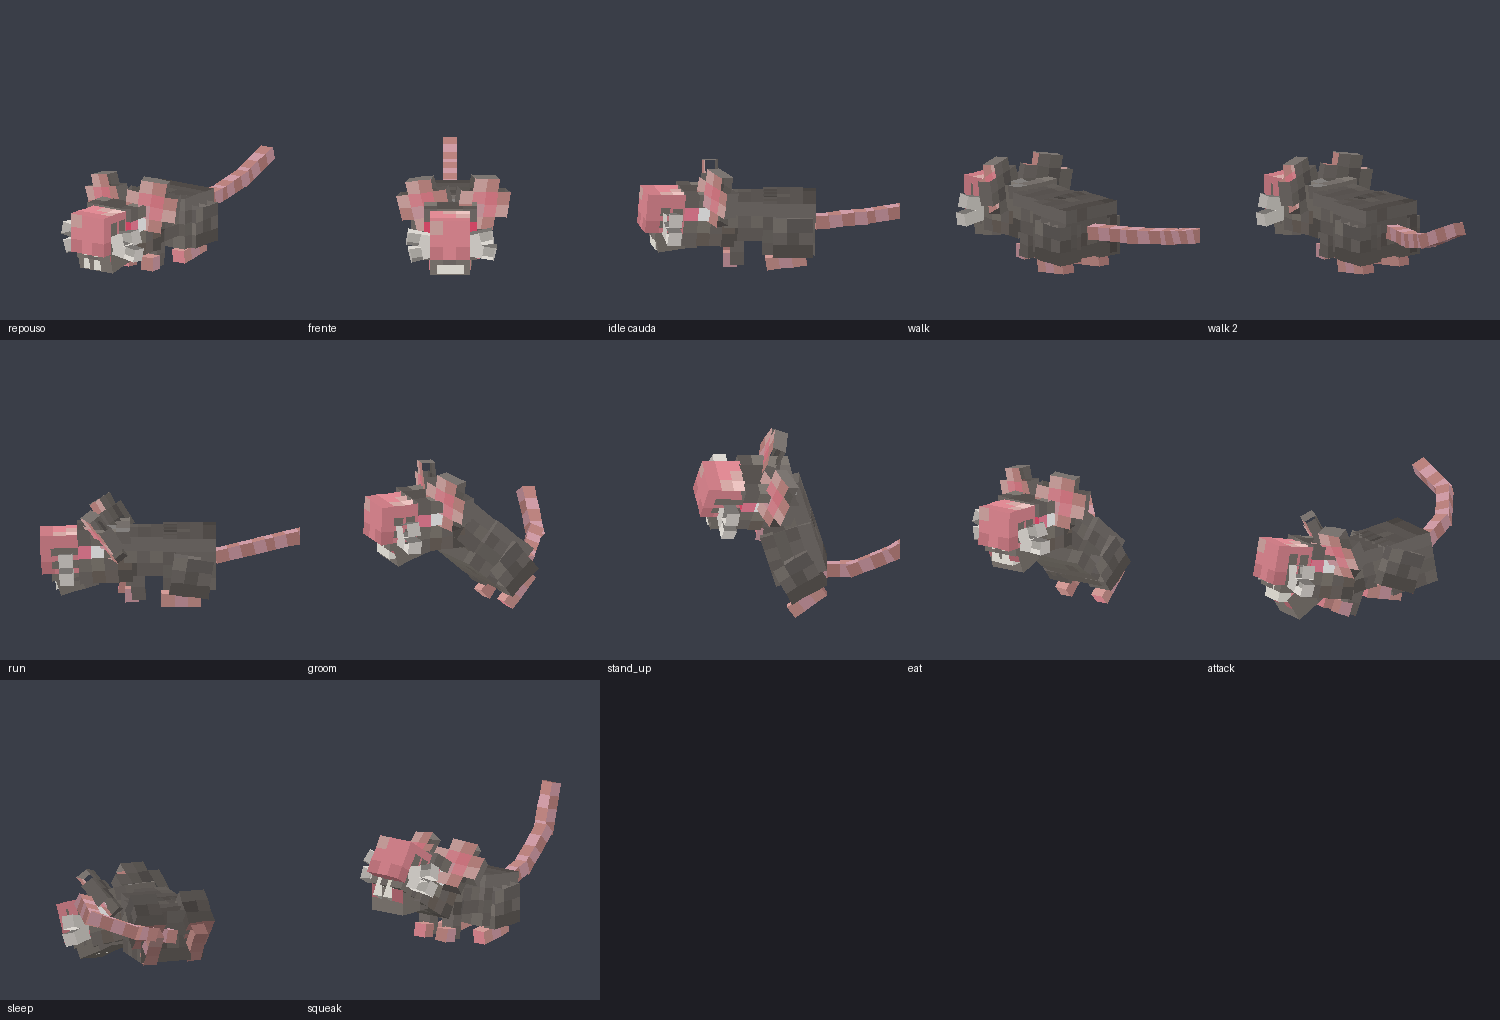 repouso
frente
idle cauda
walk
walk 2
run
groom
stand_up
eat
attack
sleep
squeak